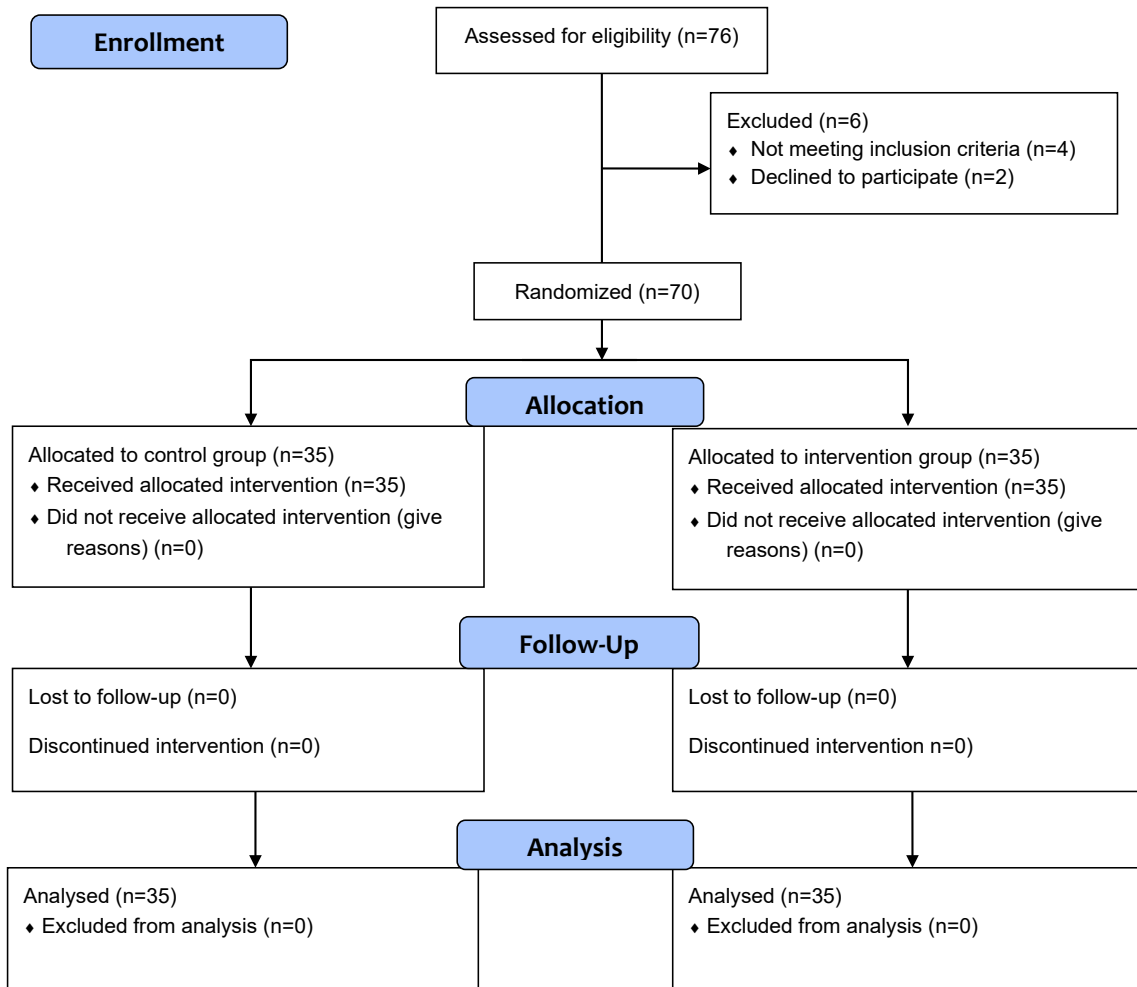 Enrollment
Assessed for eligibility (n=76)
Excluded (n=6)
♦ Not meeting inclusion criteria (n=4)
♦ Declined to participate (n=2)
Randomized (n=70)
Allocation
Allocated to control group (n=35)
♦ Received allocated intervention (n=35)
♦ Did not receive allocated intervention (give
reasons) (n=0)
Allocated to intervention group (n=35)
♦ Received allocated intervention (n=35)
♦ Did not receive allocated intervention (give
reasons) (n=0)
Follow-Up
Lost to follow-up (n=0)
Discontinued intervention (n=0)
Lost to follow-up (n=0)
Discontinued intervention n=0)
Analysis
Analysed (n=35)
♦ Excluded from analysis (n=0)
Analysed (n=35)
♦ Excluded from analysis (n=0)